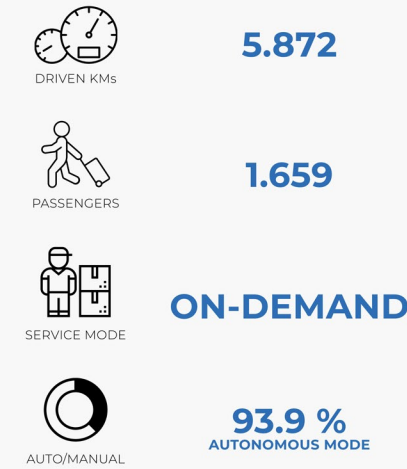 DRIVEN KMs
5.872
PASSENGERS
1.659
SERVICE MODE
ON-DEMAND
AUTO/MANUAL
93.9 %
AUTONOMOUS MODE